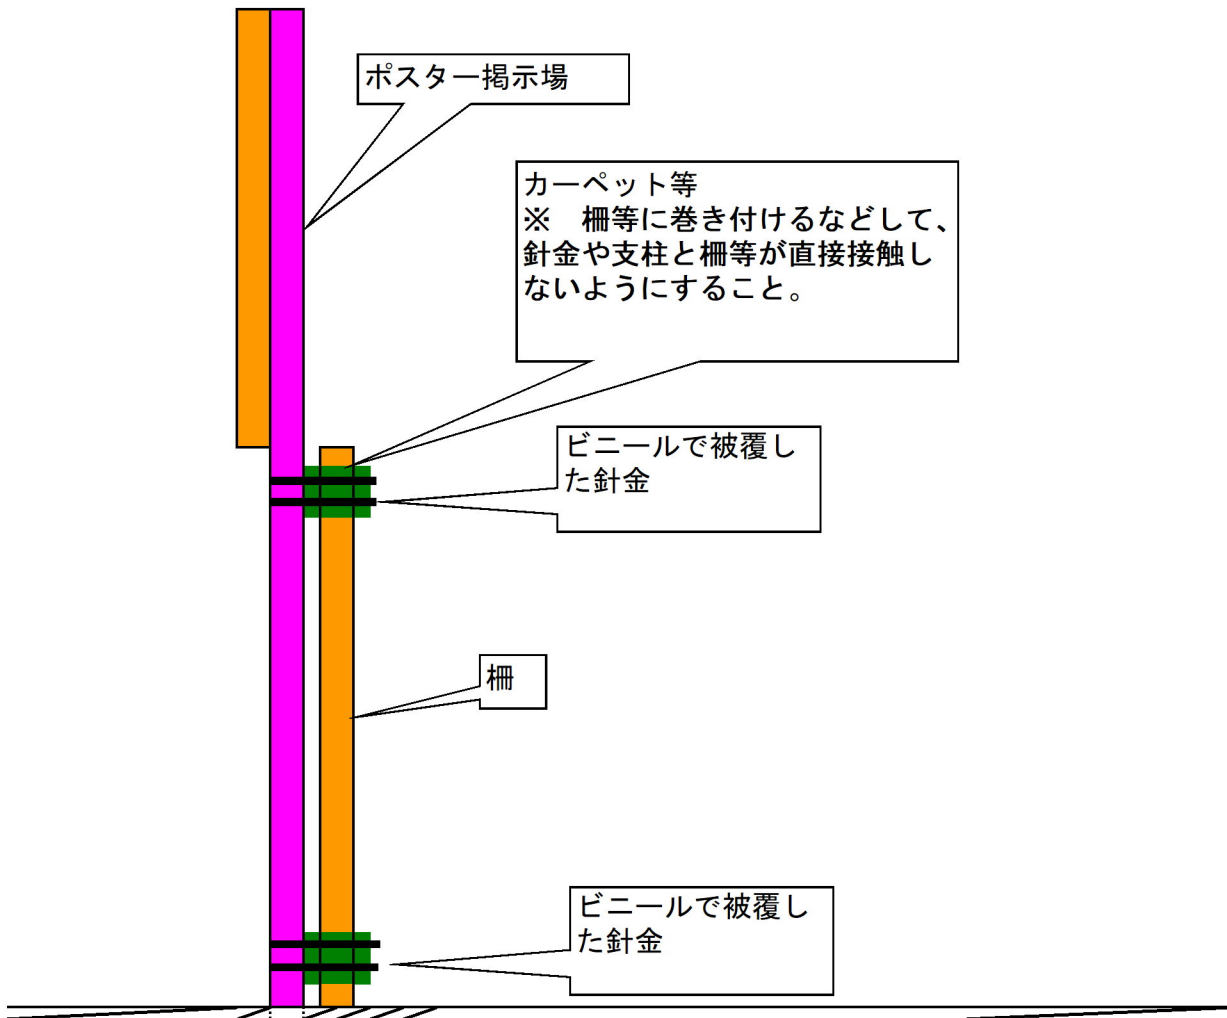 ポスター掲示場
カーペット等
※　柵等に巻き付けるなどして、
針金や支柱と柵等が直接接触し
ないようにすること。
ビニールで被覆し
た針金
柵
ビニールで被覆し
た針金